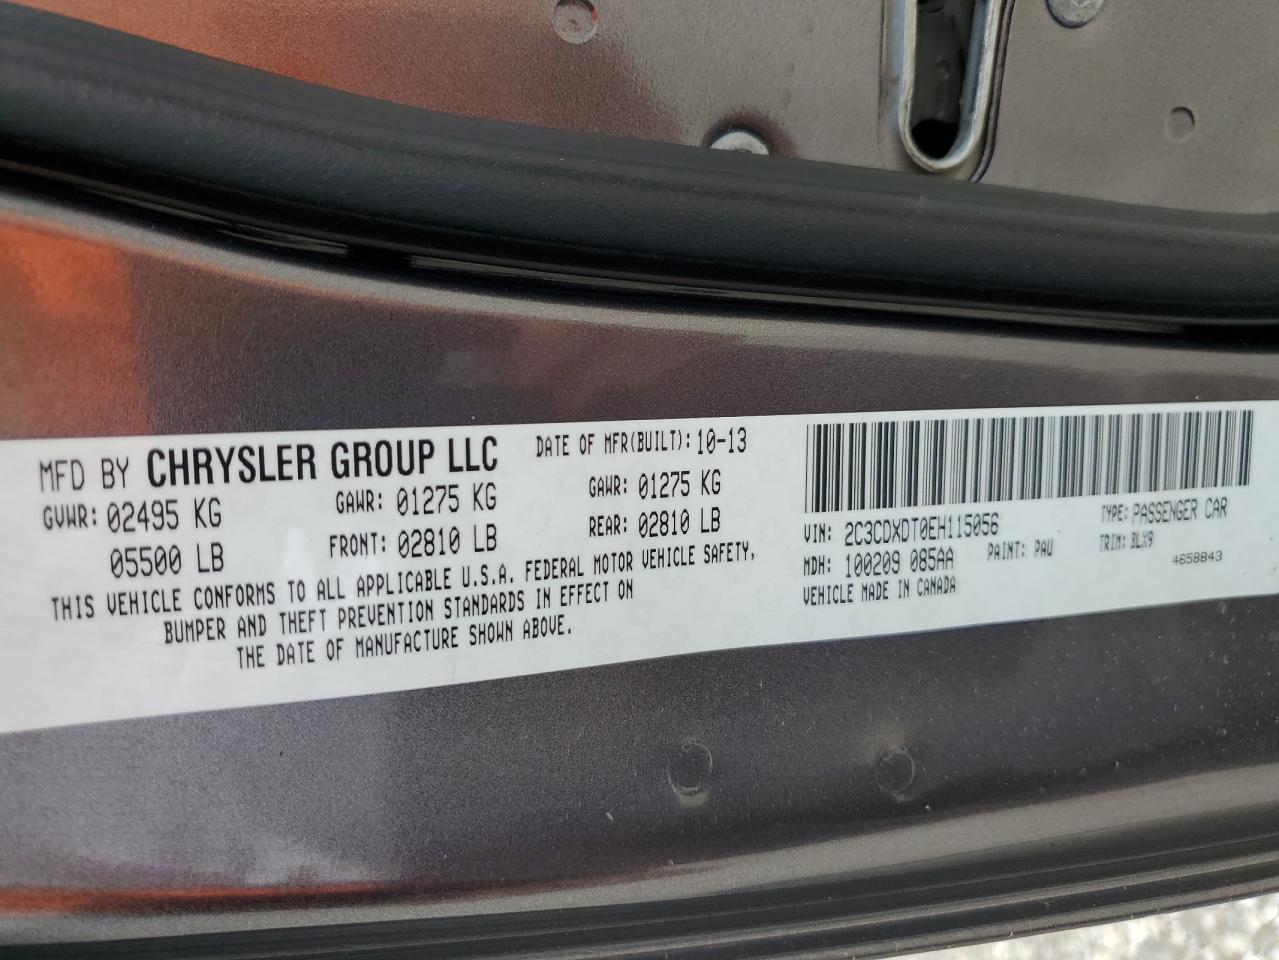 MFD BY CHRYSLER GROUP LLC DATE OF MFR(BUILT): 10-13
GVWR: 02495 KG GAWR: 01275 KG GAWR: 01275 KG
05500 LB FRONT: 02810 LB REAR: 02810 LB
THIS VEHICLE CONFORMS TO ALL APPLICABLE U.S.A. FEDERAL MOTOR VEHICLE SAFETY,
BUMPER AND THEFT PREVENTION STANDARDS IN EFFECT ON
THE DATE OF MANUFACTURE SHOWN ABOVE.
VIN: 2C3CDXDT0EH115056 TYPE: PASSENGER CAR
MDH: 100209 085AA PAINT: PAU TRIM: BLX9
VEHICLE MADE IN CANADA 4658843